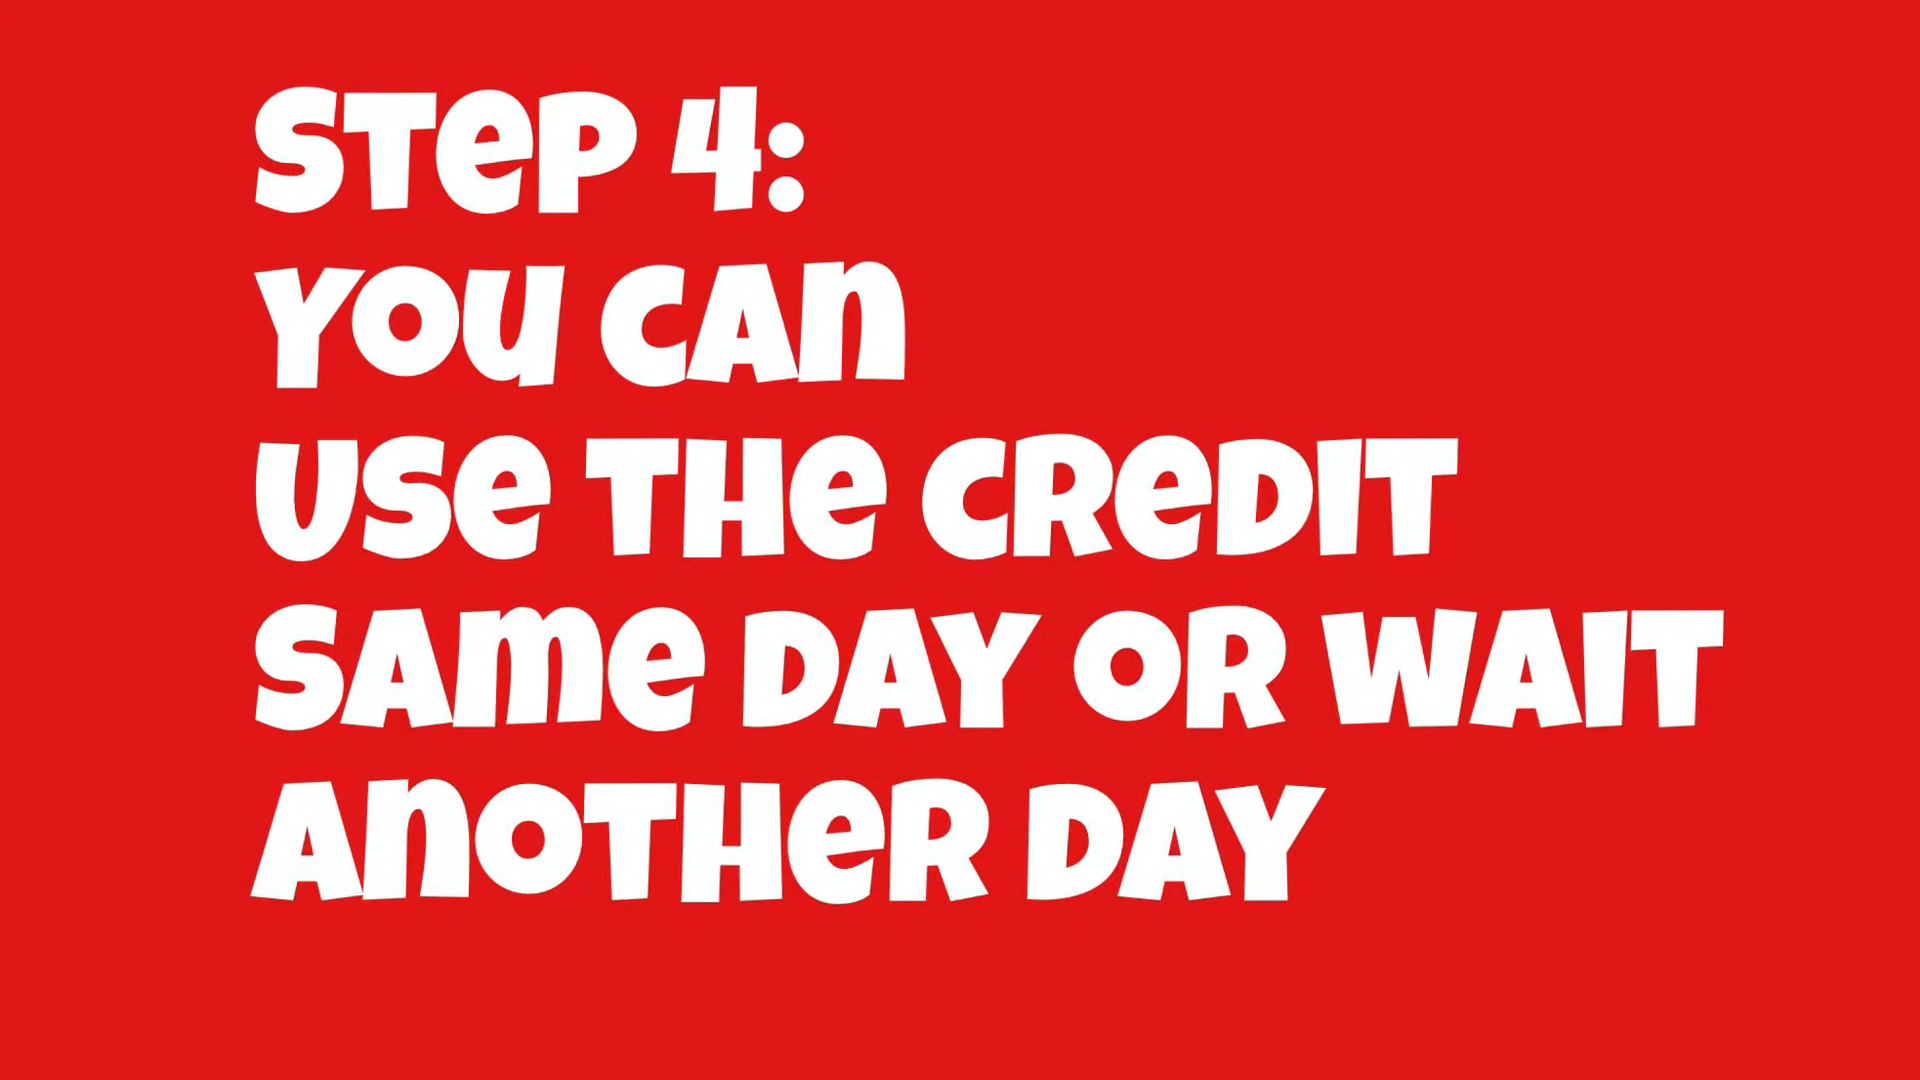 STEP 4:
YOU CAN
USE THE CREDIT
SAME DAY OR WAIT
ANOTHER DAY